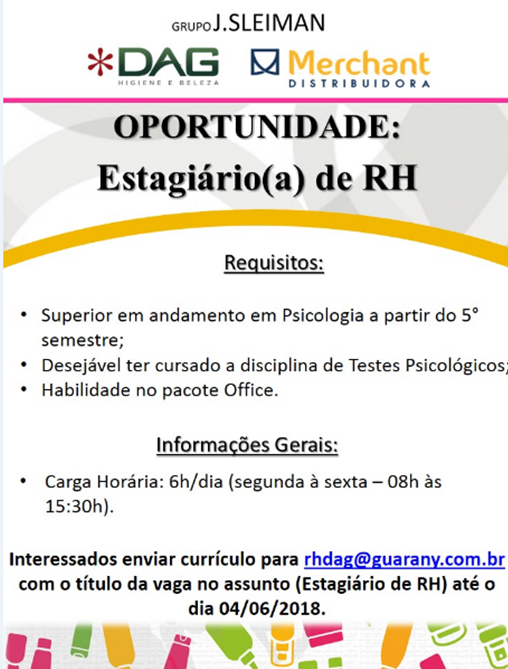 GRUPO J.SLEIMAN
DAG Merchant
HIGIENE E BELEZA DISTRIBUIDORA
OPORTUNIDADE:
Estagiário(a) de RH
Requisitos:
• Superior em andamento em Psicologia a partir do 5°
semestre;
• Desejável ter cursado a disciplina de Testes Psicológicos;
• Habilidade no pacote Office.
Informações Gerais:
• Carga Horária: 6h/dia (segunda à sexta – 08h às
15:30h).
Interessados enviar currículo para rhdag@guarany.com.br
com o título da vaga no assunto (Estagiário de RH) até o
dia 04/06/2018.